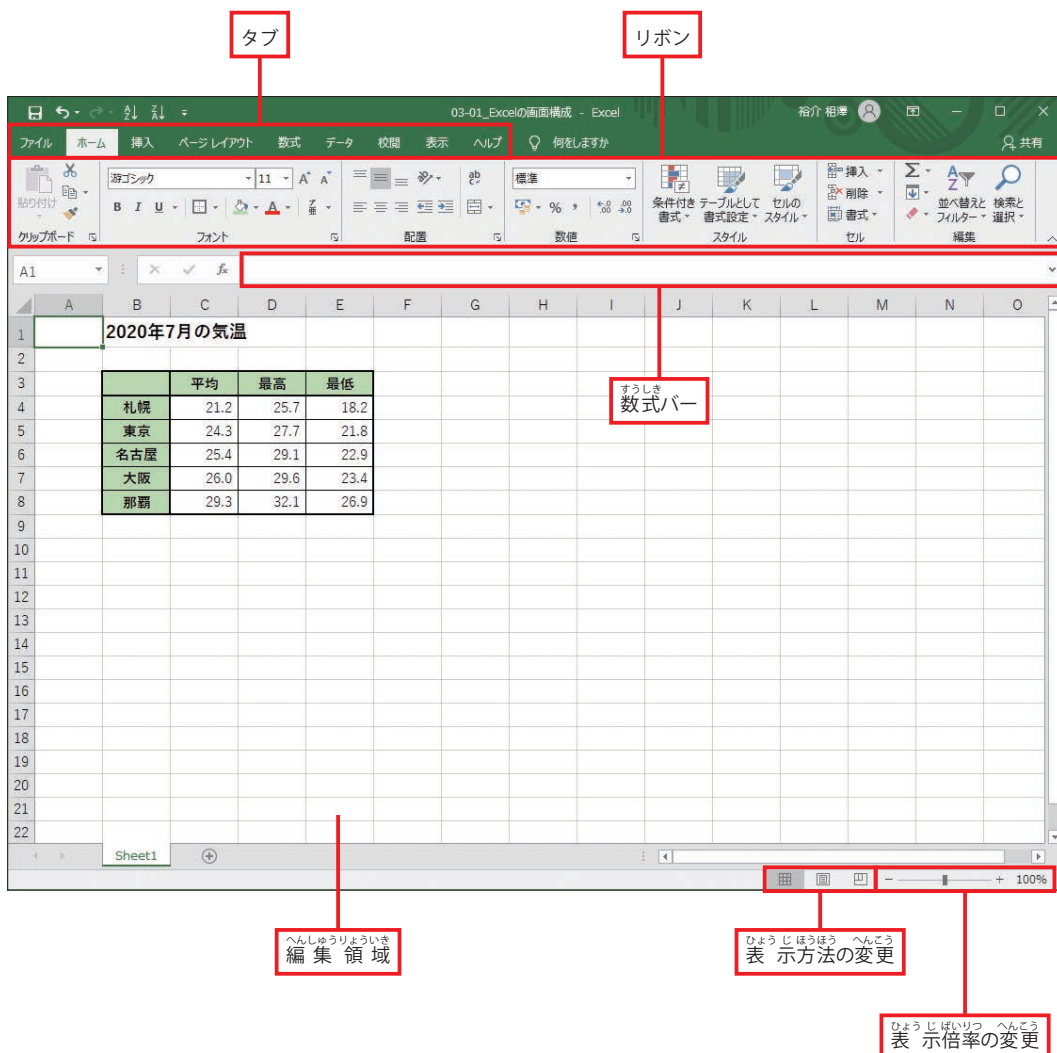 タブ
リボン
03-01_Excelの画面構成 - Excel
裕介 相澤
ファイル ホーム 挿入 ページ レイアウト 数式 データ 校閲 表示 ヘルプ 何をしますか 共有
貼り付け
游ゴシック 11 A A
B I U A
ab
標準
% ,
条件付き書式 テーブルとして書式設定 セルのスタイル
挿入
削除
書式
Σ
並べ替えとフィルター 検索と選択
クリップボード フォント 配置 数値 スタイル セル 編集
A1 fx
A B C D E F G H I J K L M N O
1 2020年7月の気温
2
3 平均 最高 最低
4 札幌 21.2 25.7 18.2
5 東京 24.3 27.7 21.8
6 名古屋 25.4 29.1 22.9
7 大阪 26.0 29.6 23.4
8 那覇 29.3 32.1 26.9
9
10
11
12
13
14
15
16
17
18
19
20
21
22
すうしき
数式バー
Sheet1
100%
へんしゅうりょういき
編集領域
ひょうじほうほう へんこう
表示方法の変更
ひょうじばいりつ へんこう
表示倍率の変更